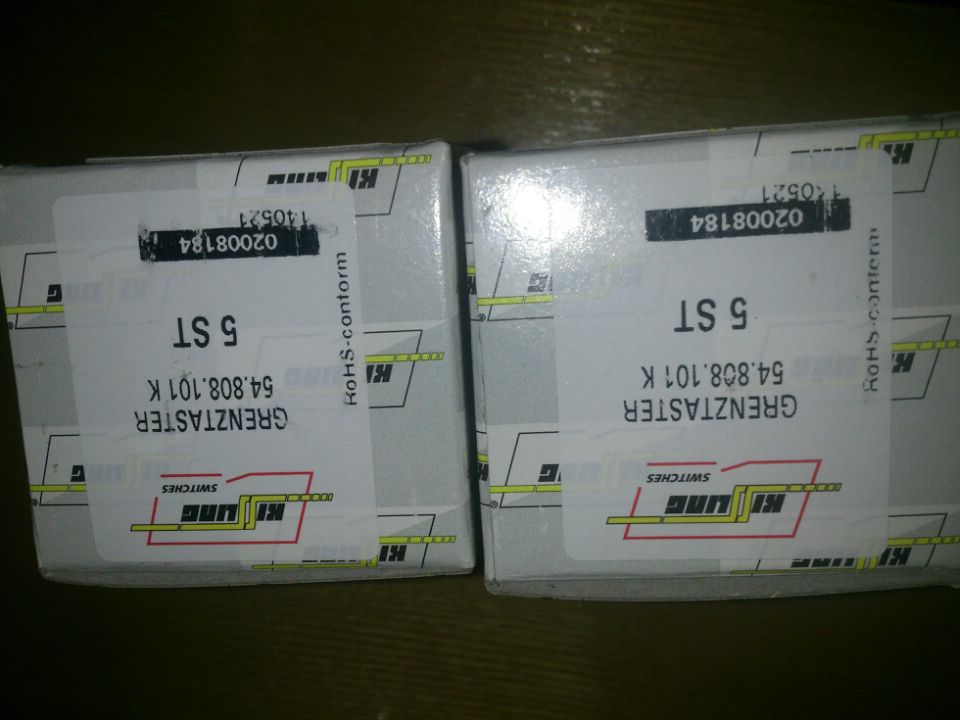 KISSLING
SWITCHES
GRENZTASTER
54.808.101 K
5 ST
02008184
140521
RoHS-conform
KISSLING
SWITCHES
GRENZTASTER
54.808.101 K
5 ST
02008184
140521
RoHS-conform